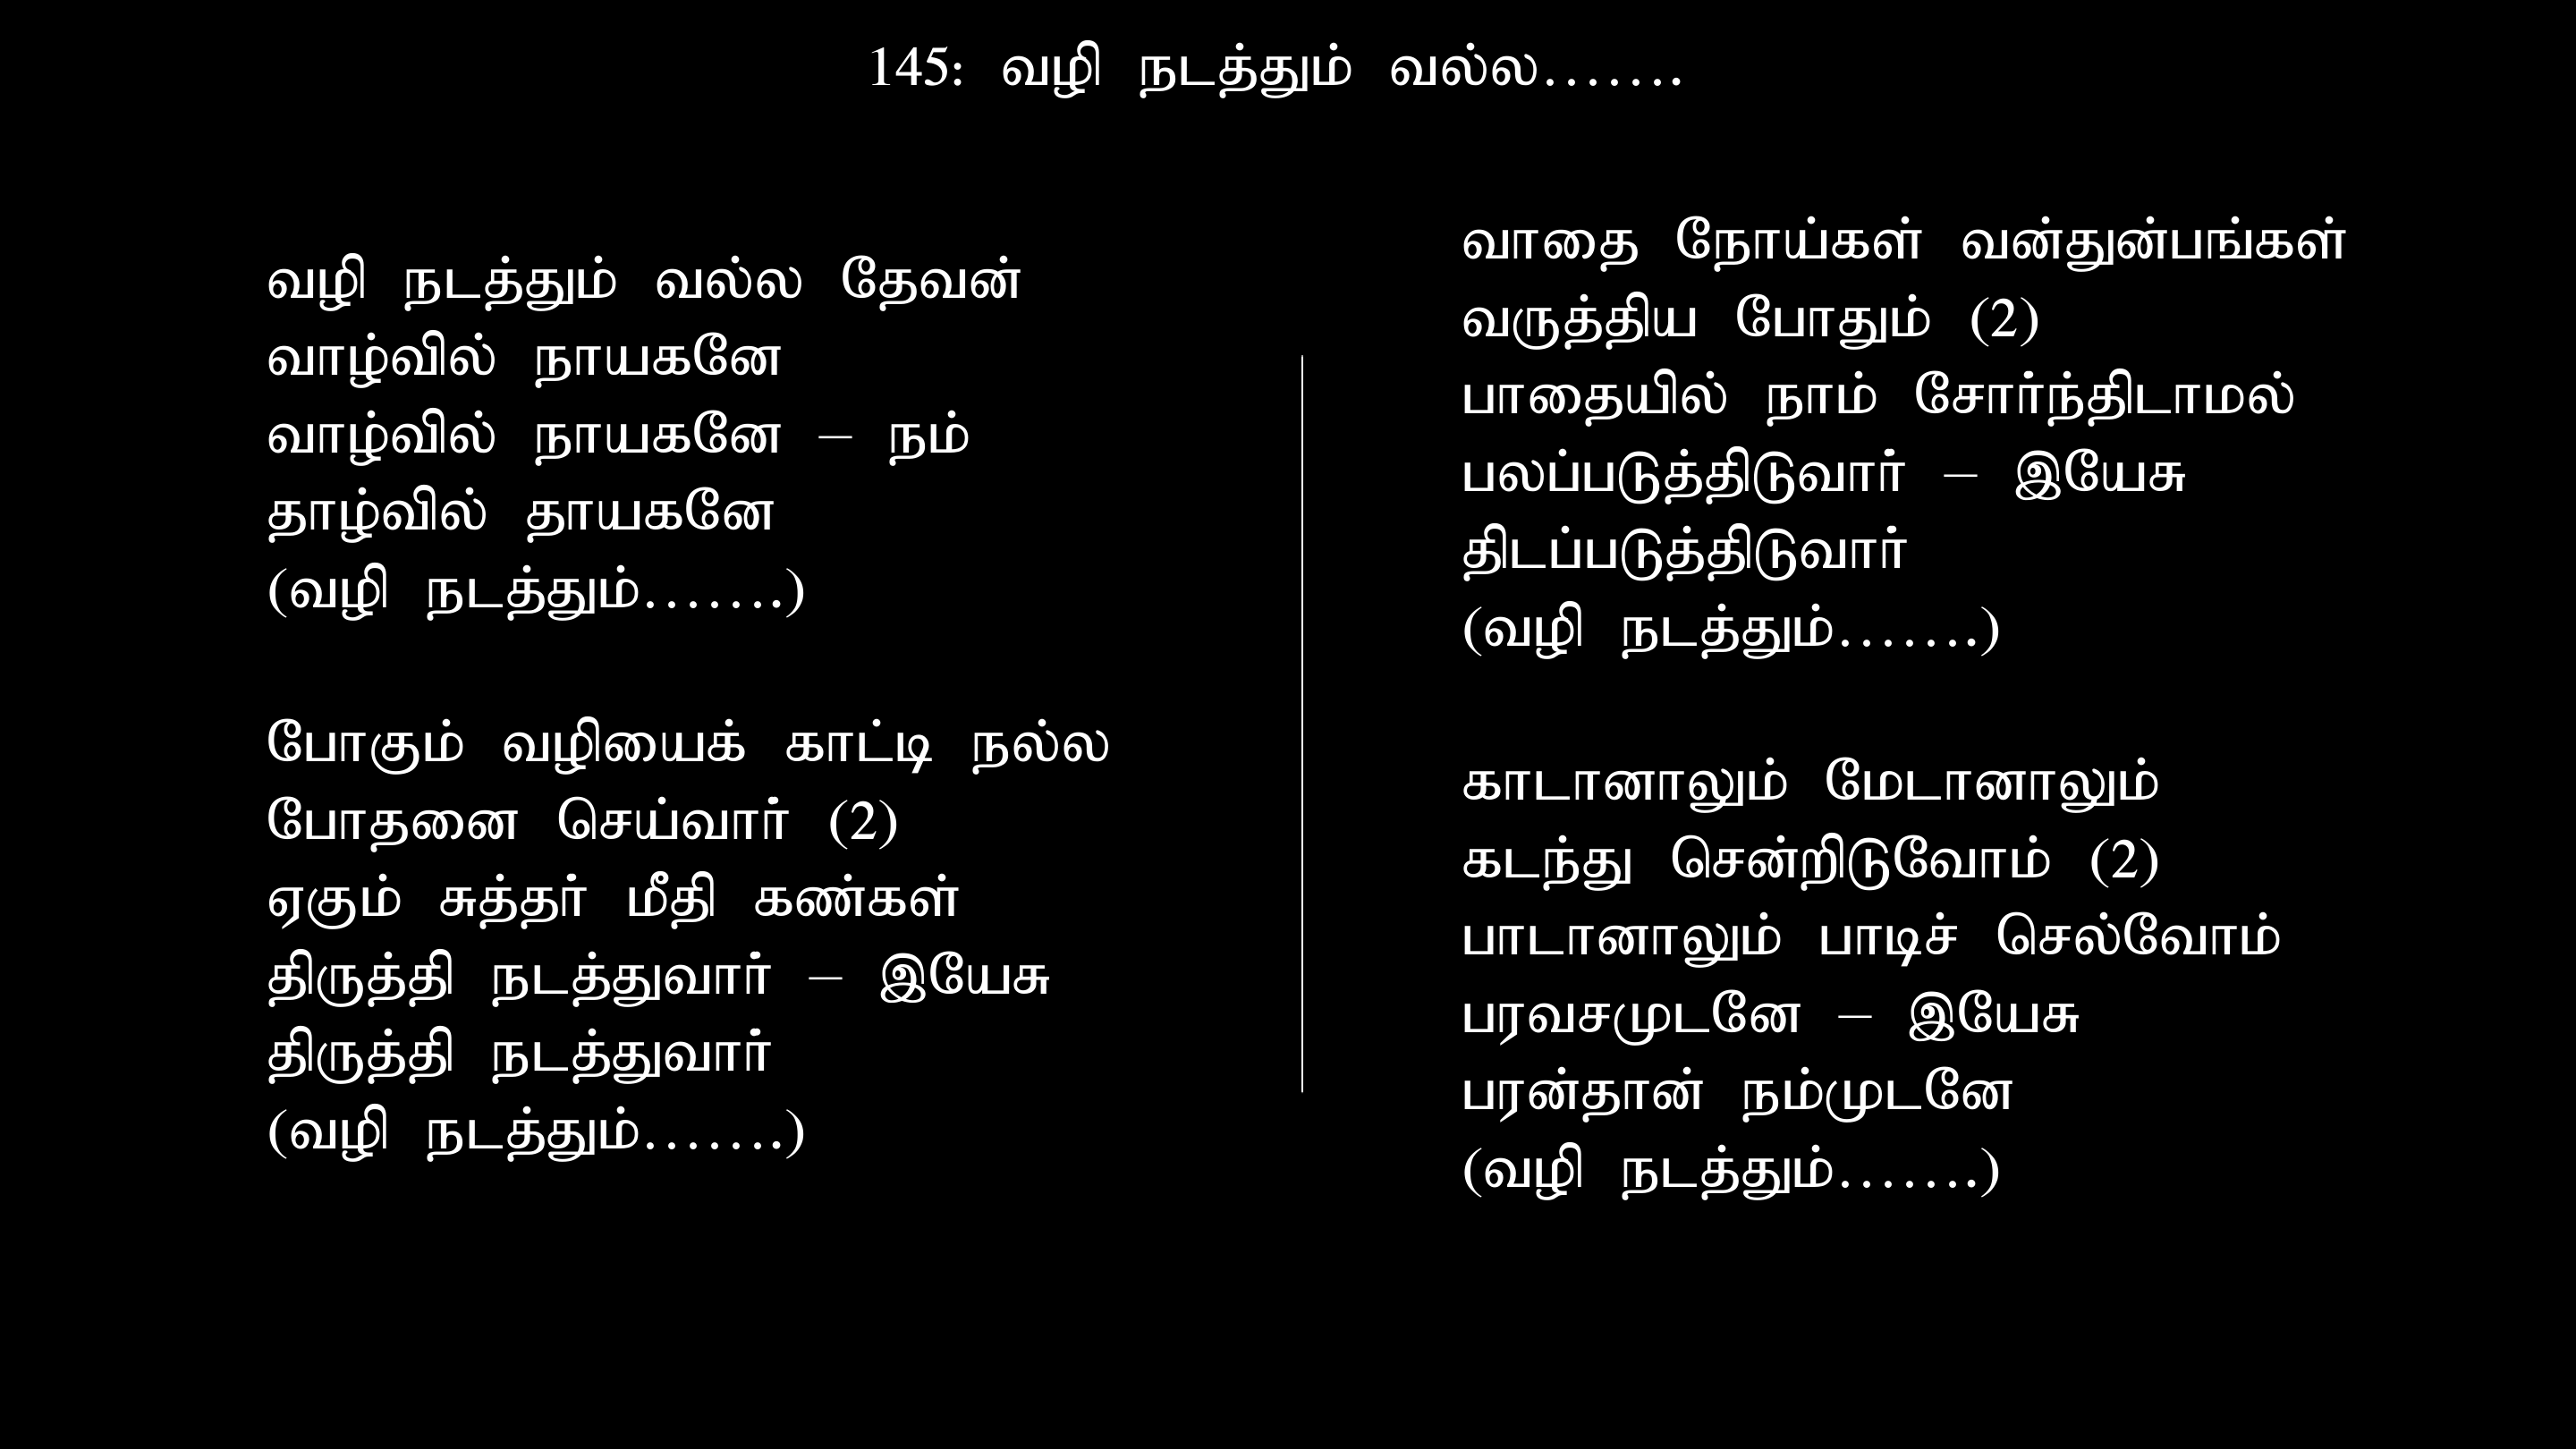 145: வழி நடத்தும் வல்ல.......
வழி நடத்தும் வல்ல தேவன்
வாழ்வில் நாயகனே
வாழ்வில் நாயகனே – நம்
தாழ்வில் தாயகனே
(வழி நடத்தும்.......)
போகும் வழியைக் காட்டி நல்ல
போதனை செய்வார் (2)
ஏகும் சுத்தர் மீதி கண்கள்
திருத்தி நடத்துவார் – இயேசு
திருத்தி நடத்துவார்
(வழி நடத்தும்.......)
வாதை நோய்கள் வன்துன்பங்கள்
வருத்திய போதும் (2)
பாதையில் நாம் சோர்ந்திடாமல்
பலப்படுத்திடுவார் – இயேசு
திடப்படுத்திடுவார்
(வழி நடத்தும்.......)
காடானாலும் மேடானாலும்
கடந்து சென்றிடுவோம் (2)
பாடானாலும் பாடிச் செல்வோம்
பரவசமுடனே – இயேசு
பரன்தான் நம்முடனே
(வழி நடத்தும்.......)